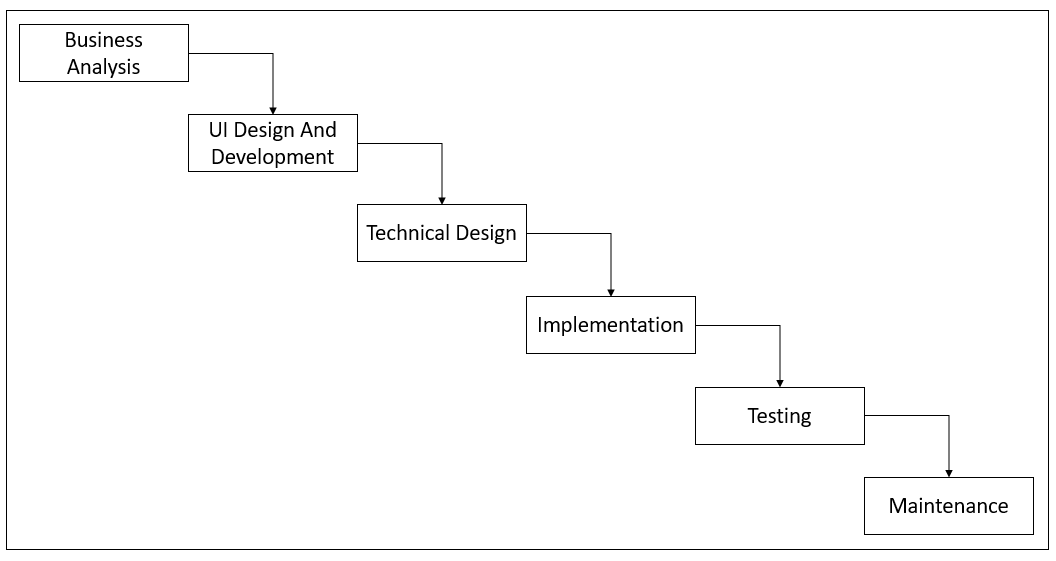 Business
Analysis
UI Design And
Development
Technical Design
Implementation
Testing
Maintenance